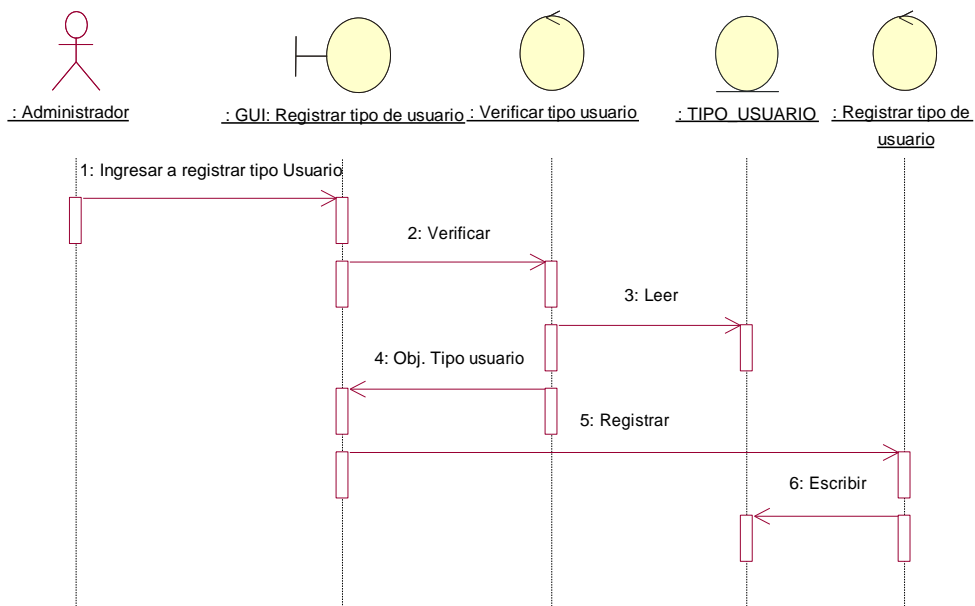 : Administrador
: GUI: Registrar tipo de usuario
: Verificar tipo usuario
: TIPO_USUARIO
: Registrar tipo de
usuario
1: Ingresar a registrar tipo Usuario
2: Verificar
3: Leer
4: Obj. Tipo usuario
5: Registrar
6: Escribir